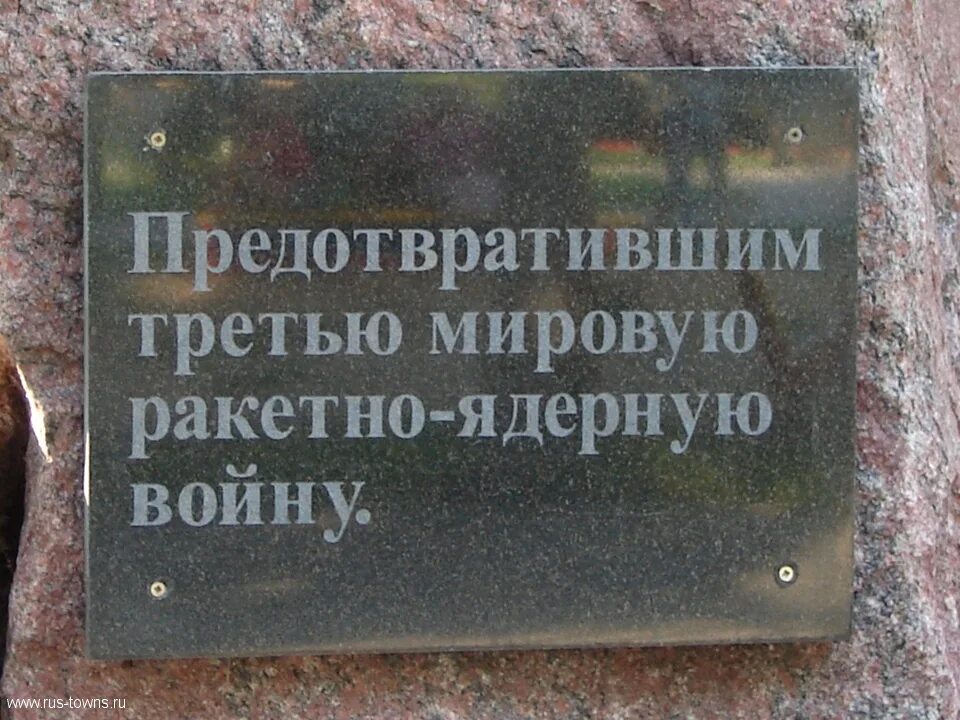 Предотвратившим
третью мировую
ракетно-ядерную
войну.
www.rus-towns.ru